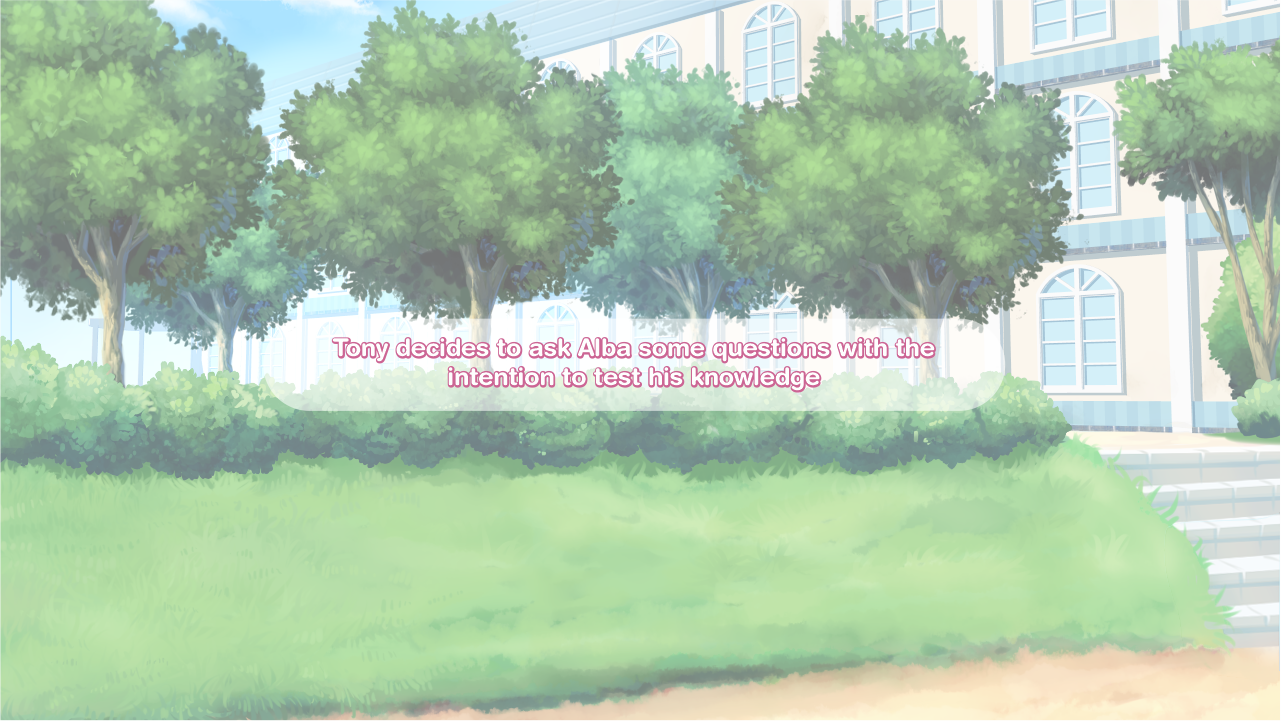 Tony decides to ask Alba some questions with the
intention to test his knowledge